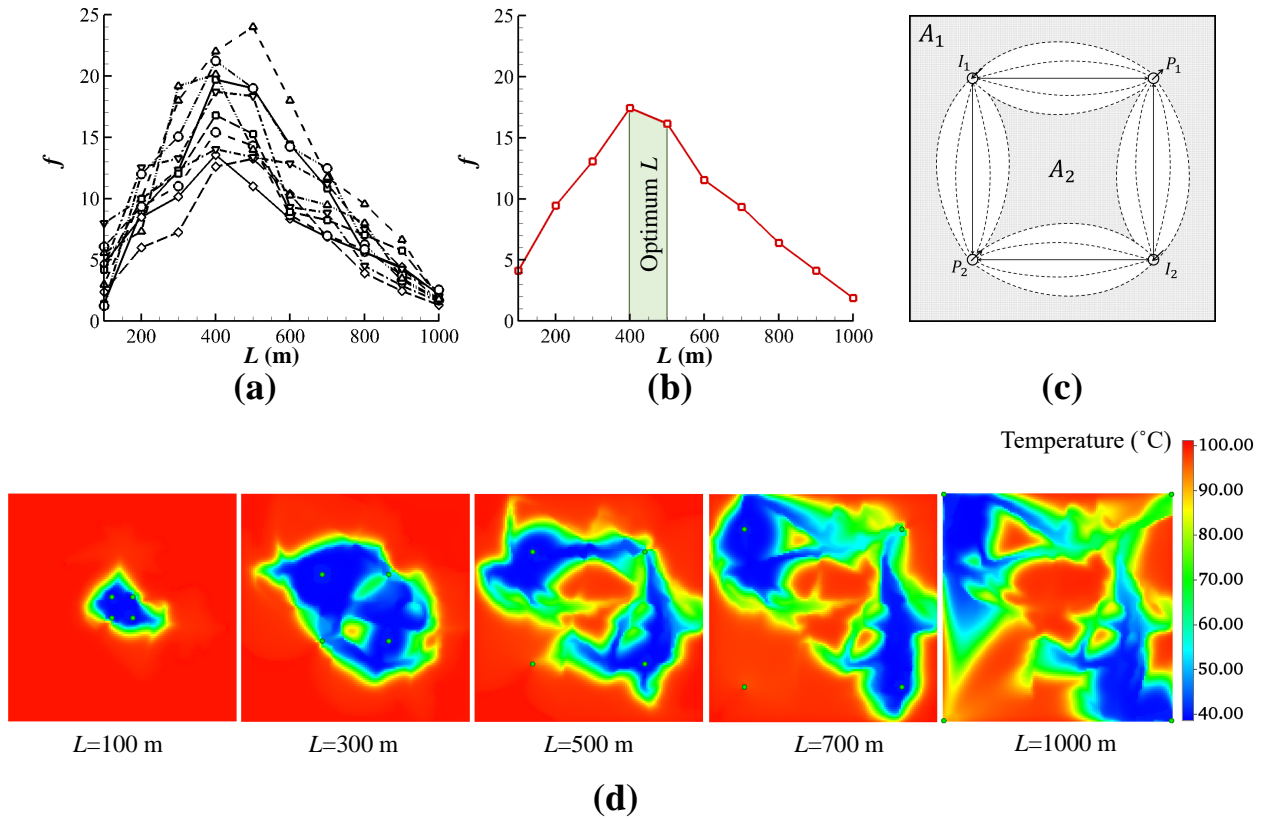 25
20
15
10
5
0
f
200 400 600 800 1000
L (m)
(a)
25
20
15
10
5
0
f
Optimum L
200 400 600 800 1000
L (m)
(b)
A₁
I₁
P₁
A₂
P₂
I₂
(c)
Temperature (˚C)
100.00
90.00
80.00
70.00
60.00
50.00
40.00
L=100 m
L=300 m
L=500 m
L=700 m
L=1000 m
(d)